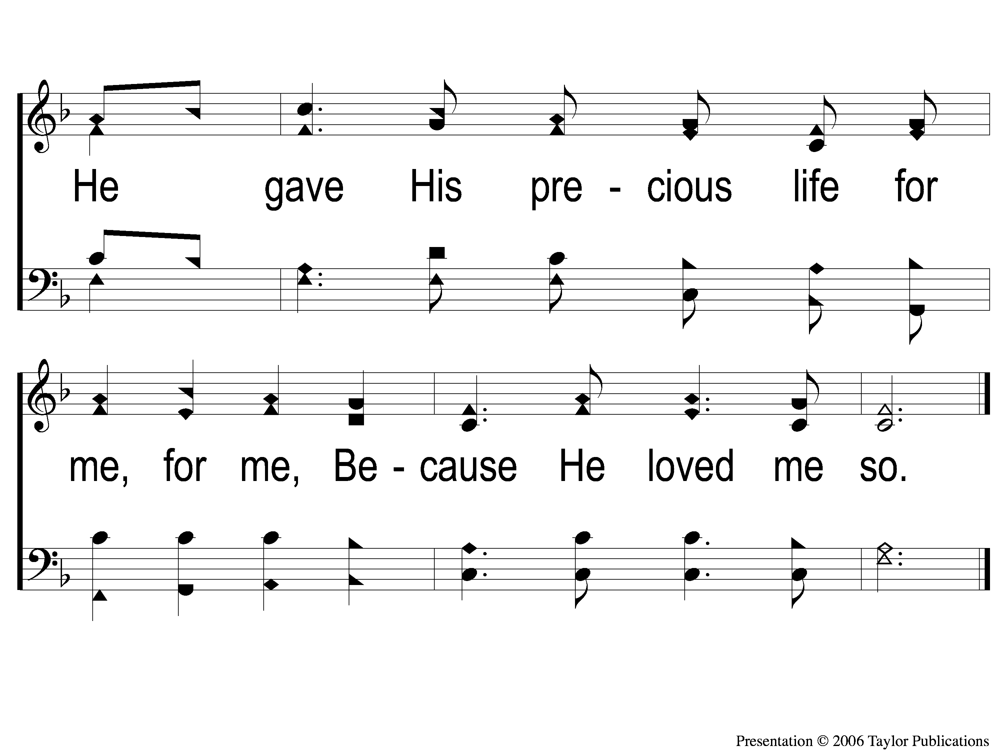 He gave His pre - cious life for
me, for me, Be - cause He loved me so.
Presentation © 2006 Taylor Publications